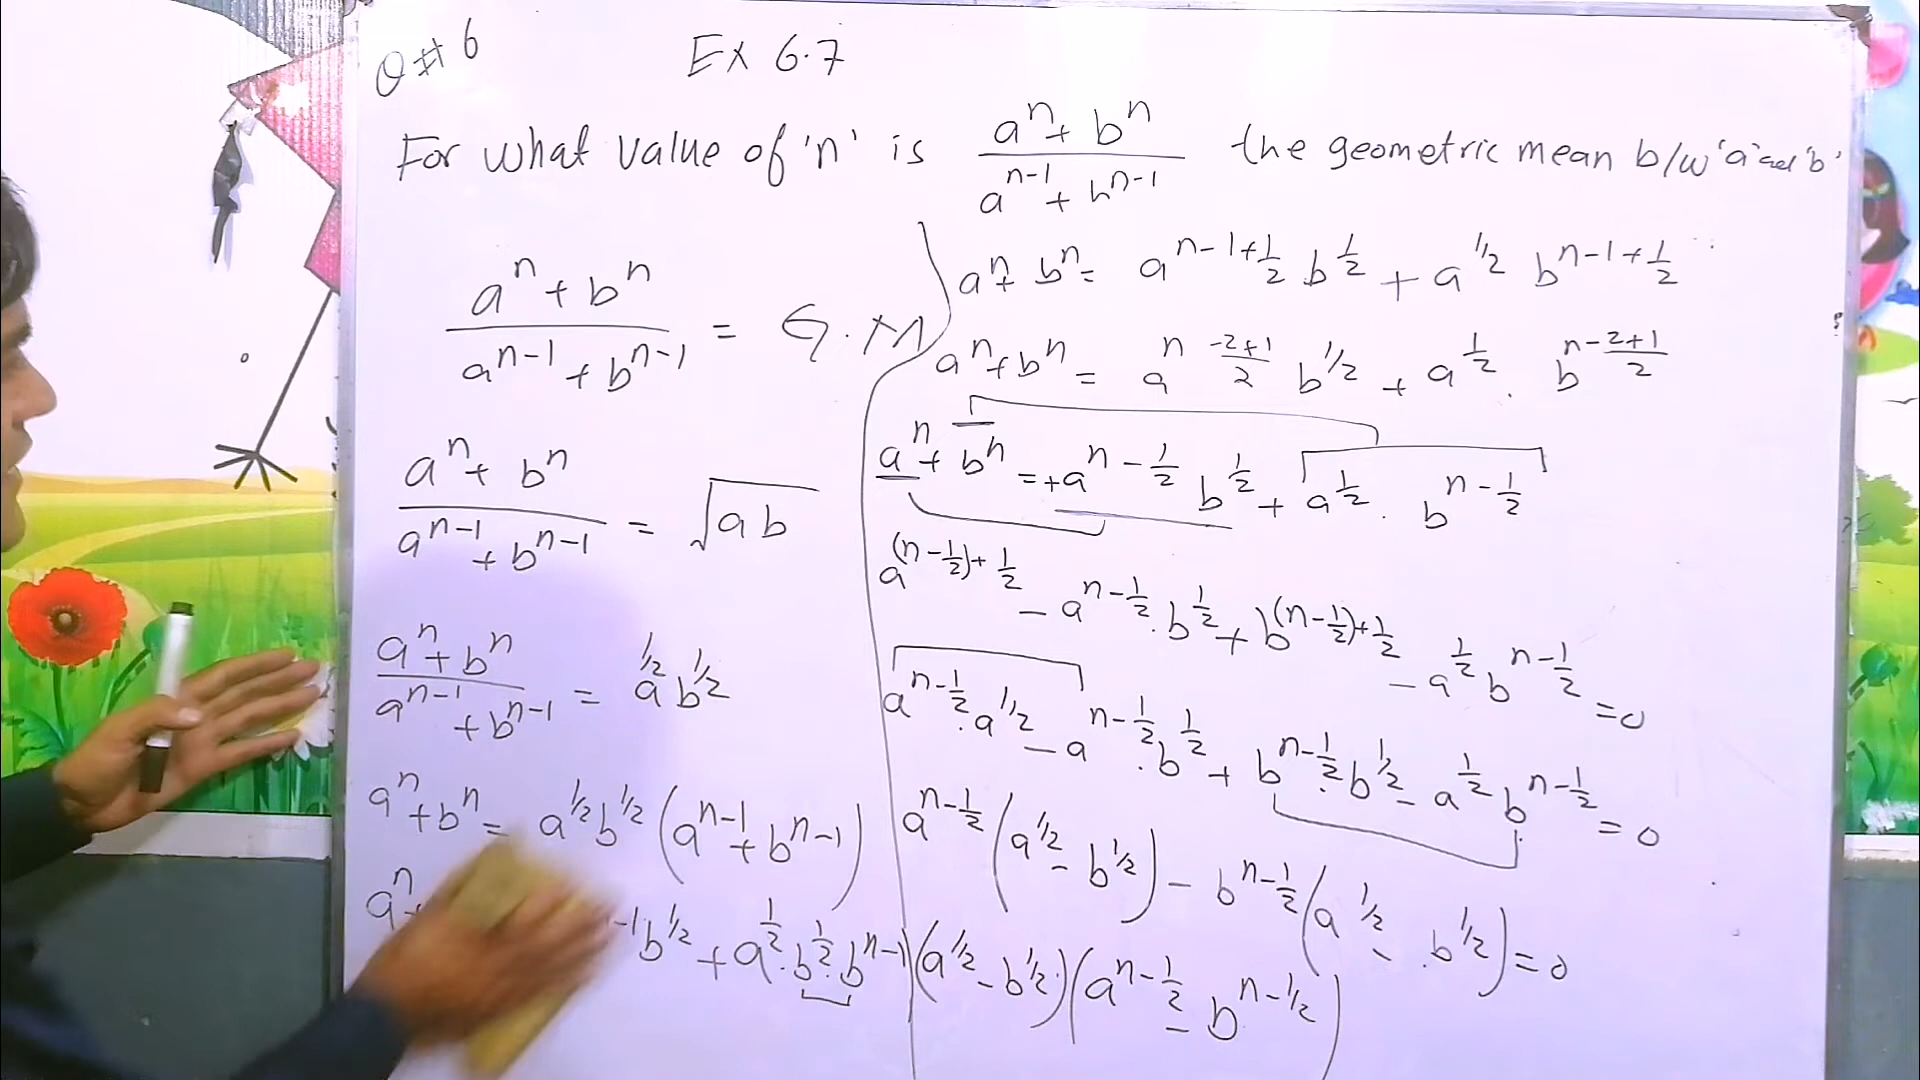 Q#6 Ex 6.7
For what value of 'n' is (a^n + b^n)/(a^(n-1) + b^(n-1)) the geometric mean b/w 'a' and 'b'
(a^n + b^n)/(a^(n-1) + b^(n-1)) = G.M
(a^n + b^n)/(a^(n-1) + b^(n-1)) = √ab
(a^n + b^n)/(a^(n-1) + b^(n-1)) = a^(1/2) b^(1/2)
a^n + b^n = a^(1/2) b^(1/2) (a^(n-1) + b^(n-1))
a^n b^(1/2) + a^(1/2) . b^(1/2) . b^(n-1)
a^n + b^n = a^(n-1+1/2) b^(1/2) + a^(1/2) b^(n-1+1/2)
a^n + b^n = a^(n (-2+1)/2) b^(1/2) + a^(1/2) . b^(n (-2+1)/2)
a^n + b^n = +a^(n-1/2) b^(1/2) + a^(1/2) . b^(n-1/2)
a^((n-1/2)+1/2) - a^(n-1/2) . b^(1/2) + b^((n-1/2)+1/2) - a^(1/2) b^(n-1/2) = 0
a^(n-1/2) . a^(1/2) - a^(n-1/2) . b^(1/2) + b^(n-1/2) . b^(1/2) - a^(1/2) b^(n-1/2) = 0
a^(n-1/2) (a^(1/2) - b^(1/2)) - b^(n-1/2) (a^(1/2) - b^(1/2)) = 0
(a^(1/2) - b^(1/2)) (a^(n-1/2) - b^(n-1/2))